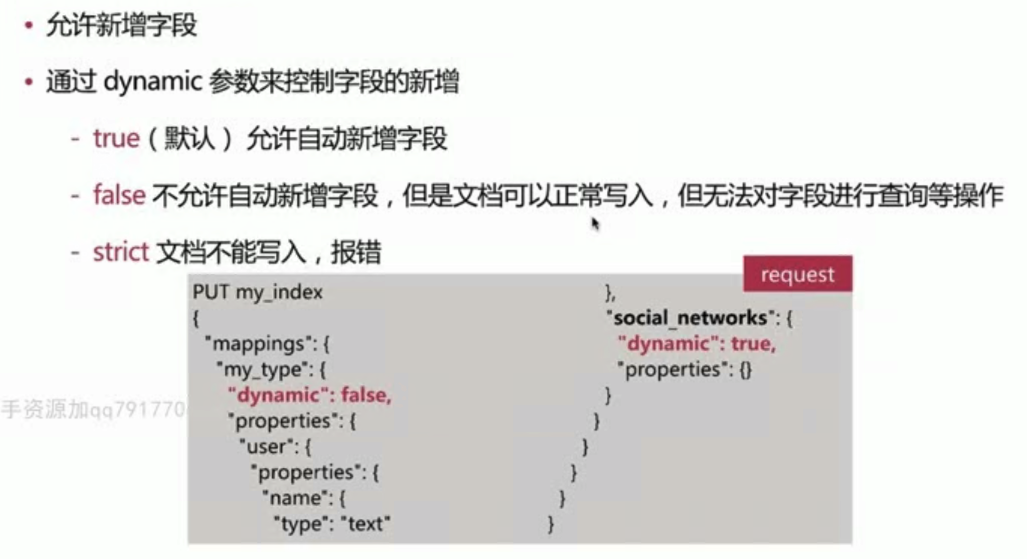 • 允许新增字段
• 通过 dynamic 参数来控制字段的新增
- true（默认） 允许自动新增字段
- false 不允许自动新增字段，但是文档可以正常写入，但无法对字段进行查询等操作
- strict 文档不能写入，报错
request
PUT my_index
{
"mappings": {
"my_type": {
"dynamic": false,
"properties": {
"user": {
"properties": {
"name": {
"type": "text"
},
"social_networks": {
"dynamic": true,
"properties": {}
}
}
}
}
}
}
手资源加qq791770